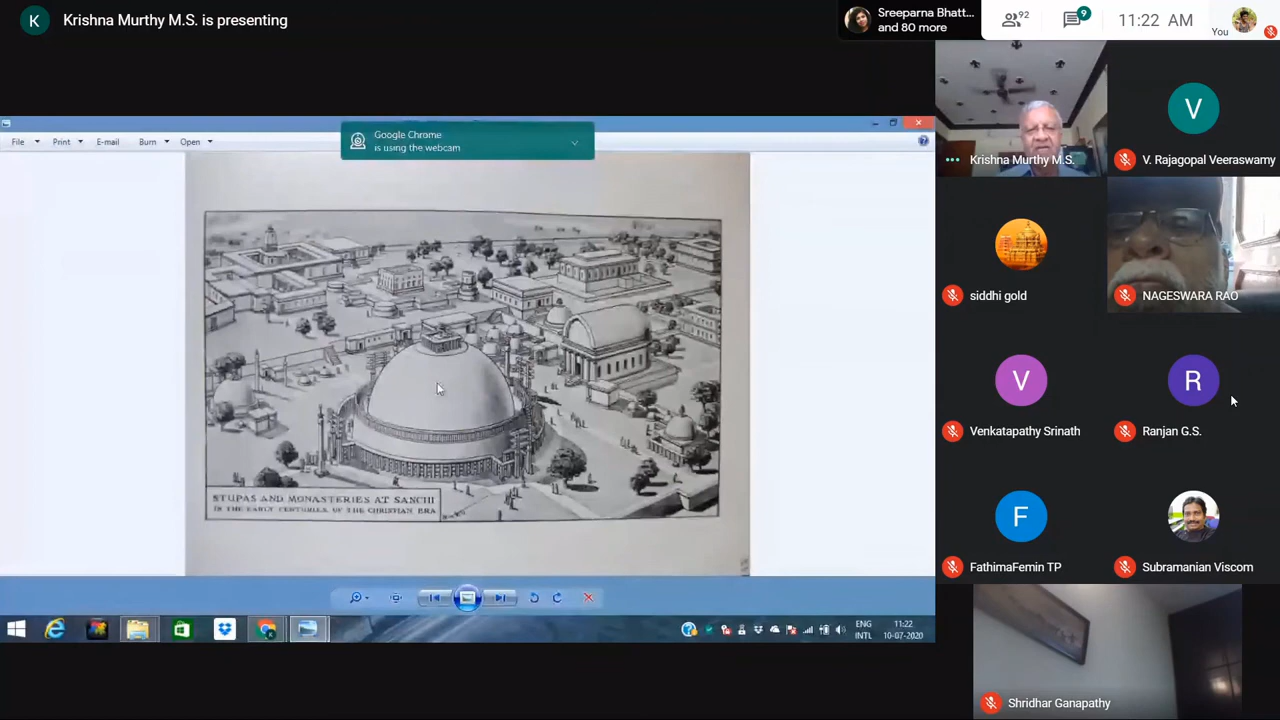 K
Krishna Murthy M.S. is presenting
Sreeparna Bhatt...
and 80 more
92
9
11:22 AM
You
File
Print
E-mail
Burn
Open
Google Chrome
is using the webcam
STUPAS AND MONASTERIES AT SANCHI
IN THE EARLY CENTURIES OF THE CHRISTIAN ERA
Krishna Murthy M.S.
V
V. Rajagopal Veeraswamy
siddhi gold
NAGESWARA RAO
V
Venkatapathy Srinath
R
Ranjan G.S.
F
FathimaFemin TP
Subramanian Viscom
Shridhar Ganapathy
ENG
INTL
11:22
10-07-2020